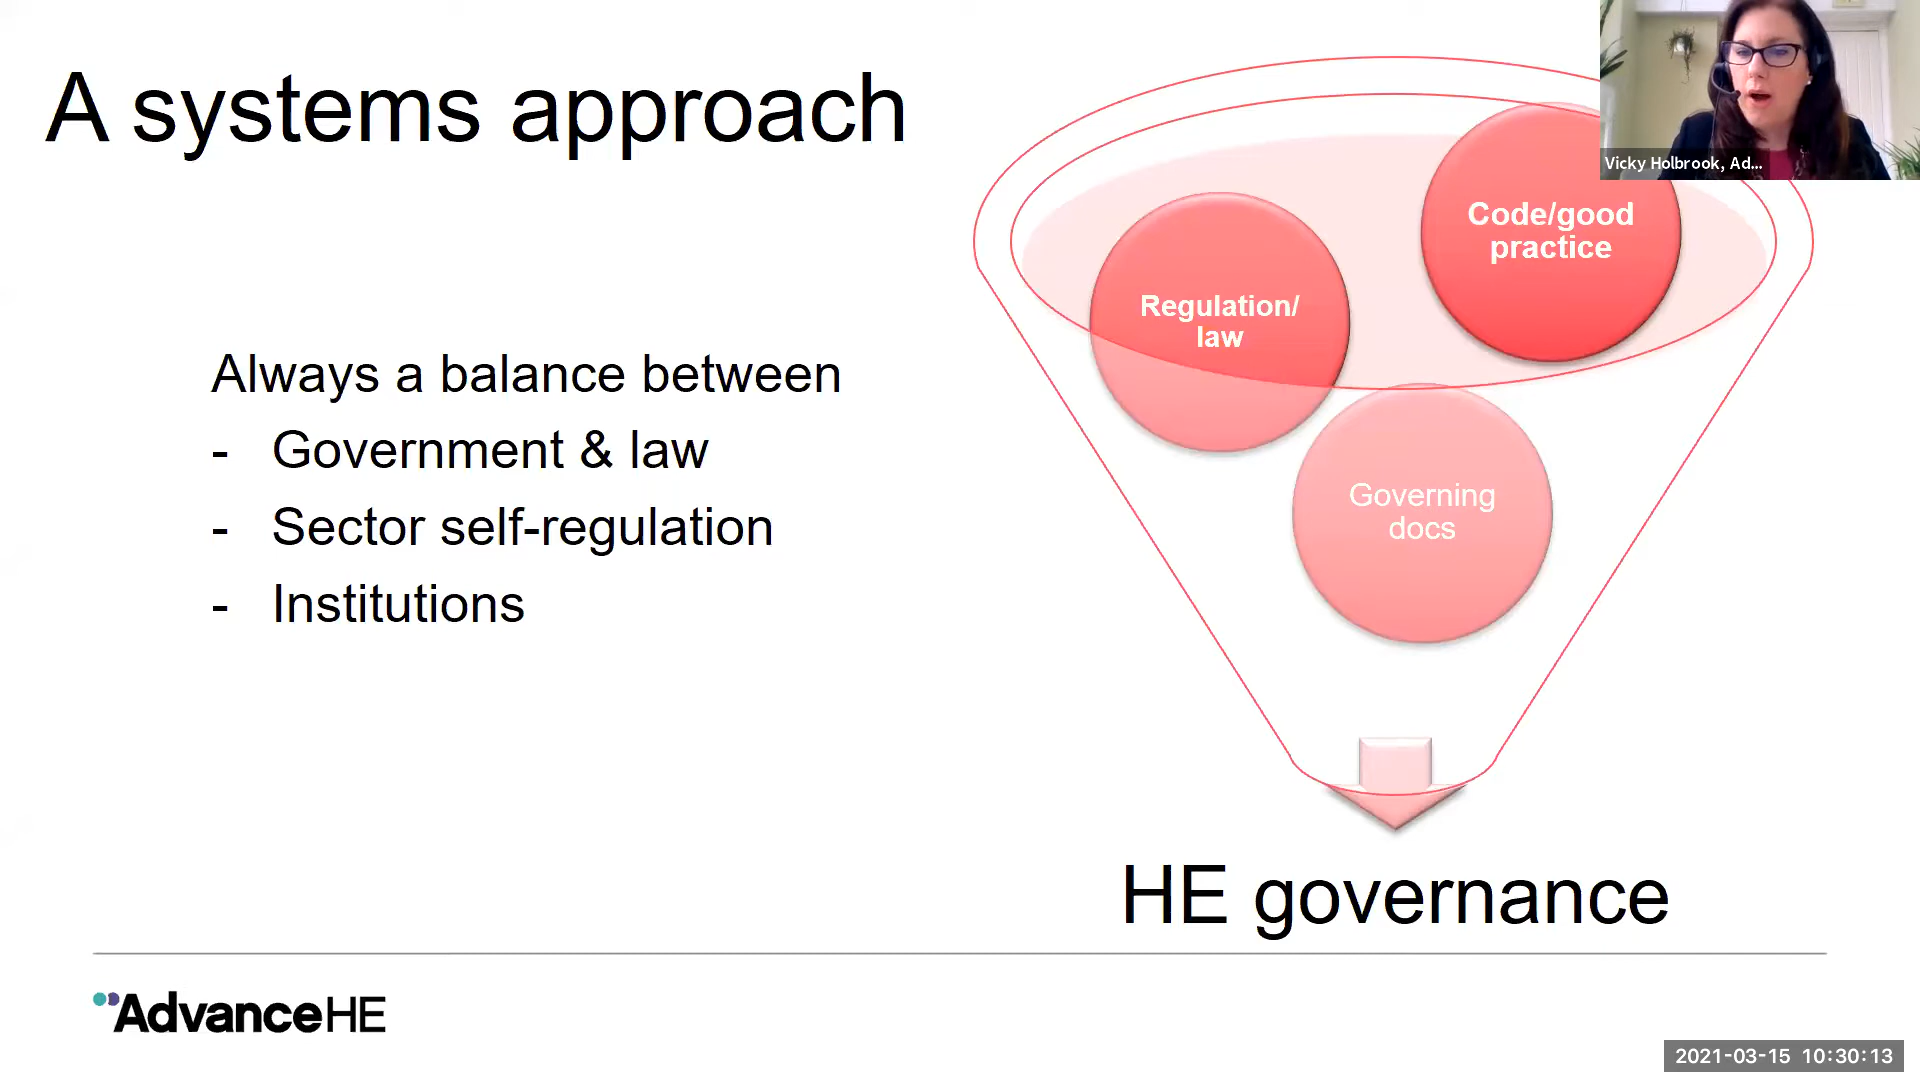 A systems approach
Always a balance between
- Government & law
- Sector self-regulation
- Institutions
Code/good
practice
Regulation/
law
Governing
docs
HE governance
AdvanceHE
Vicky Holbrook, Ad...
2021-03-15 10:30:13